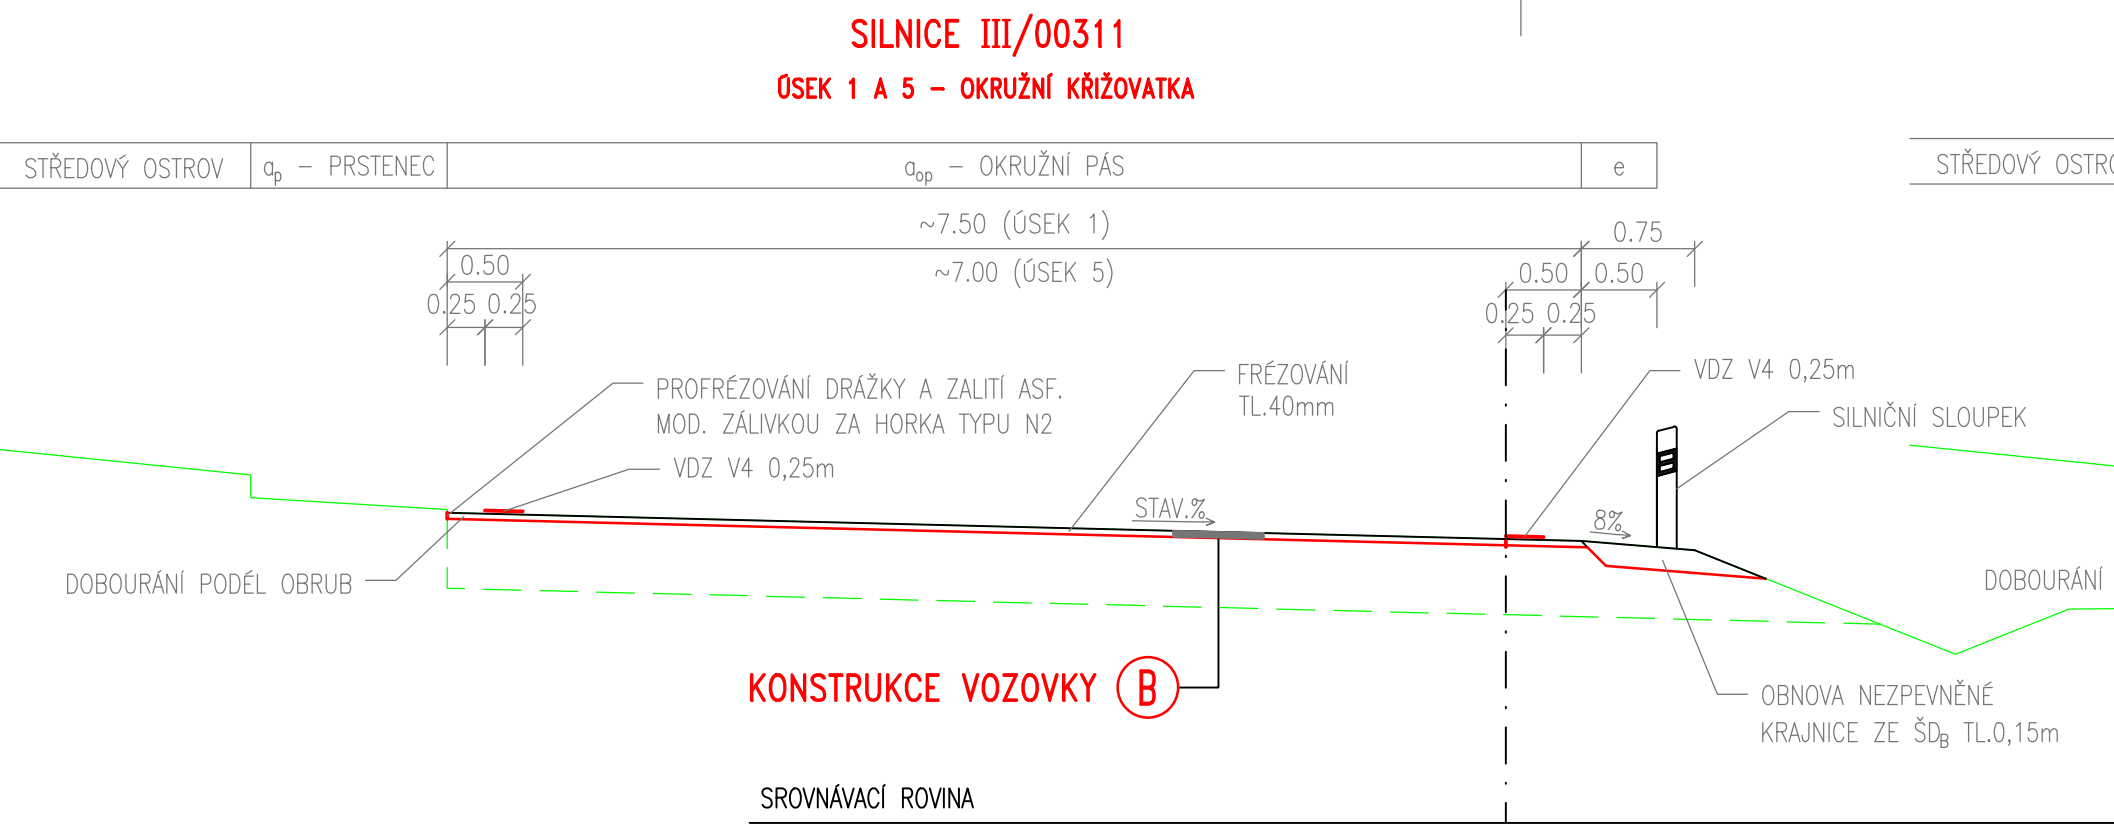 SILNICE III/00311
ÚSEK 1 A 5 – OKRUŽNÍ KŘIŽOVATKA
STŘEDOVÝ OSTROV
ap – PRSTENEC
aop – OKRUŽNÍ PÁS
e
STŘEDOVÝ OSTRO
~7.50 (ÚSEK 1)
0.75
0.50
~7.00 (ÚSEK 5)
0.50
0.50
0.25
0.25
0.25
0.25
PROFRÉZOVÁNÍ DRÁŽKY A ZALITÍ ASF.
MOD. ZÁLIVKOU ZA HORKA TYPU N2
FRÉZOVÁNÍ
TL.40mm
VDZ V4 0,25m
SILNIČNÍ SLOUPEK
VDZ V4 0,25m
STAV.%
8%
DOBOURÁNÍ PODÉL OBRUB
DOBOURÁNÍ
KONSTRUKCE VOZOVKY B
OBNOVA NEZPEVNĚNÉ
KRAJNICE ZE ŠDB TL.0,15m
SROVNÁVACÍ ROVINA